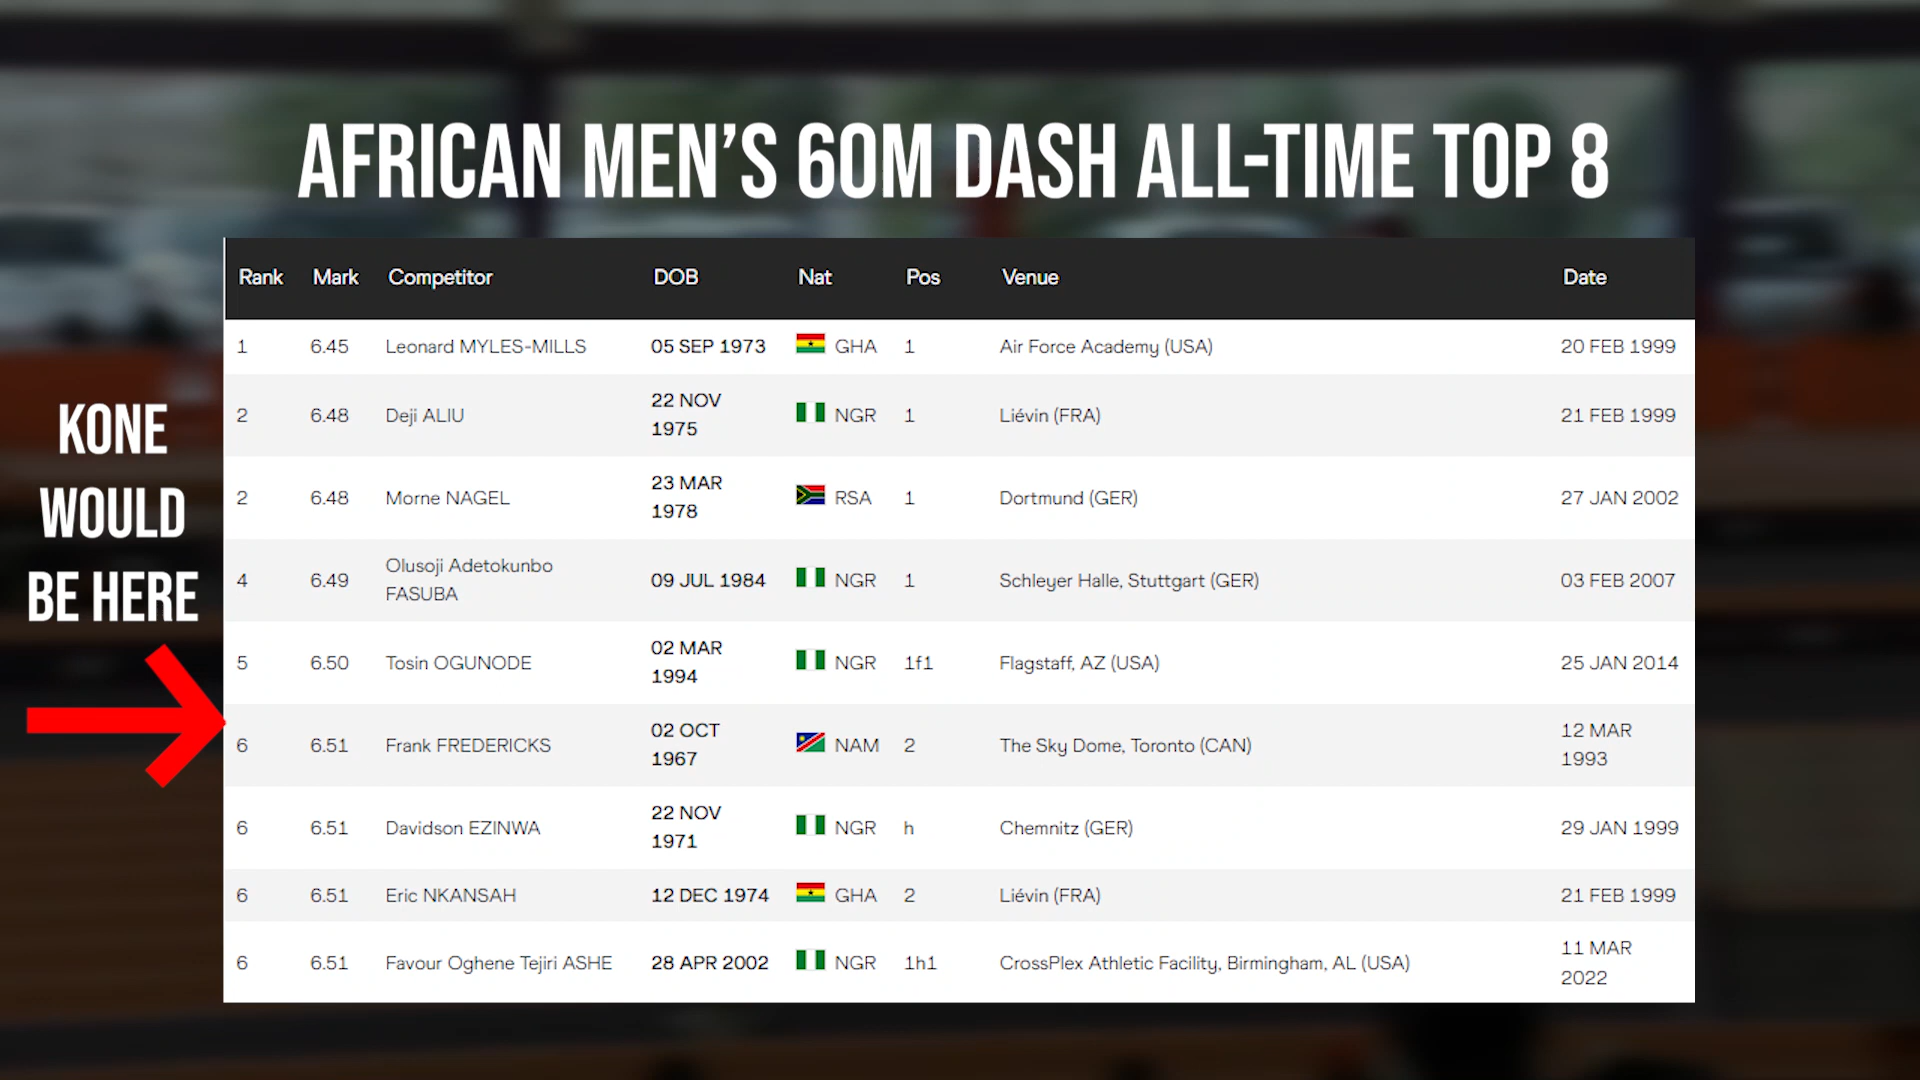 AFRICAN MEN'S 60M DASH ALL-TIME TOP 8
KONE
WOULD
BE HERE
Rank Mark Competitor DOB Nat Pos Venue Date
1 6.45 Leonard MYLES-MILLS 05 SEP 1973 GHA 1 Air Force Academy (USA) 20 FEB 1999
2 6.48 Deji ALIU 22 NOV 1975 NGR 1 Liévin (FRA) 21 FEB 1999
2 6.48 Morne NAGEL 23 MAR 1978 RSA 1 Dortmund (GER) 27 JAN 2002
4 6.49 Olusoji Adetokunbo FASUBA 09 JUL 1984 NGR 1 Schleyer Halle, Stuttgart (GER) 03 FEB 2007
5 6.50 Tosin OGUNODE 02 MAR 1994 NGR 1f1 Flagstaff, AZ (USA) 25 JAN 2014
6 6.51 Frank FREDERICKS 02 OCT 1967 NAM 2 The Sky Dome, Toronto (CAN) 12 MAR 1993
6 6.51 Davidson EZINWA 22 NOV 1971 NGR h Chemnitz (GER) 29 JAN 1999
6 6.51 Eric NKANSAH 12 DEC 1974 GHA 2 Liévin (FRA) 21 FEB 1999
6 6.51 Favour Oghene Tejiri ASHE 28 APR 2002 NGR 1h1 CrossPlex Athletic Facility, Birmingham, AL (USA) 11 MAR 2022